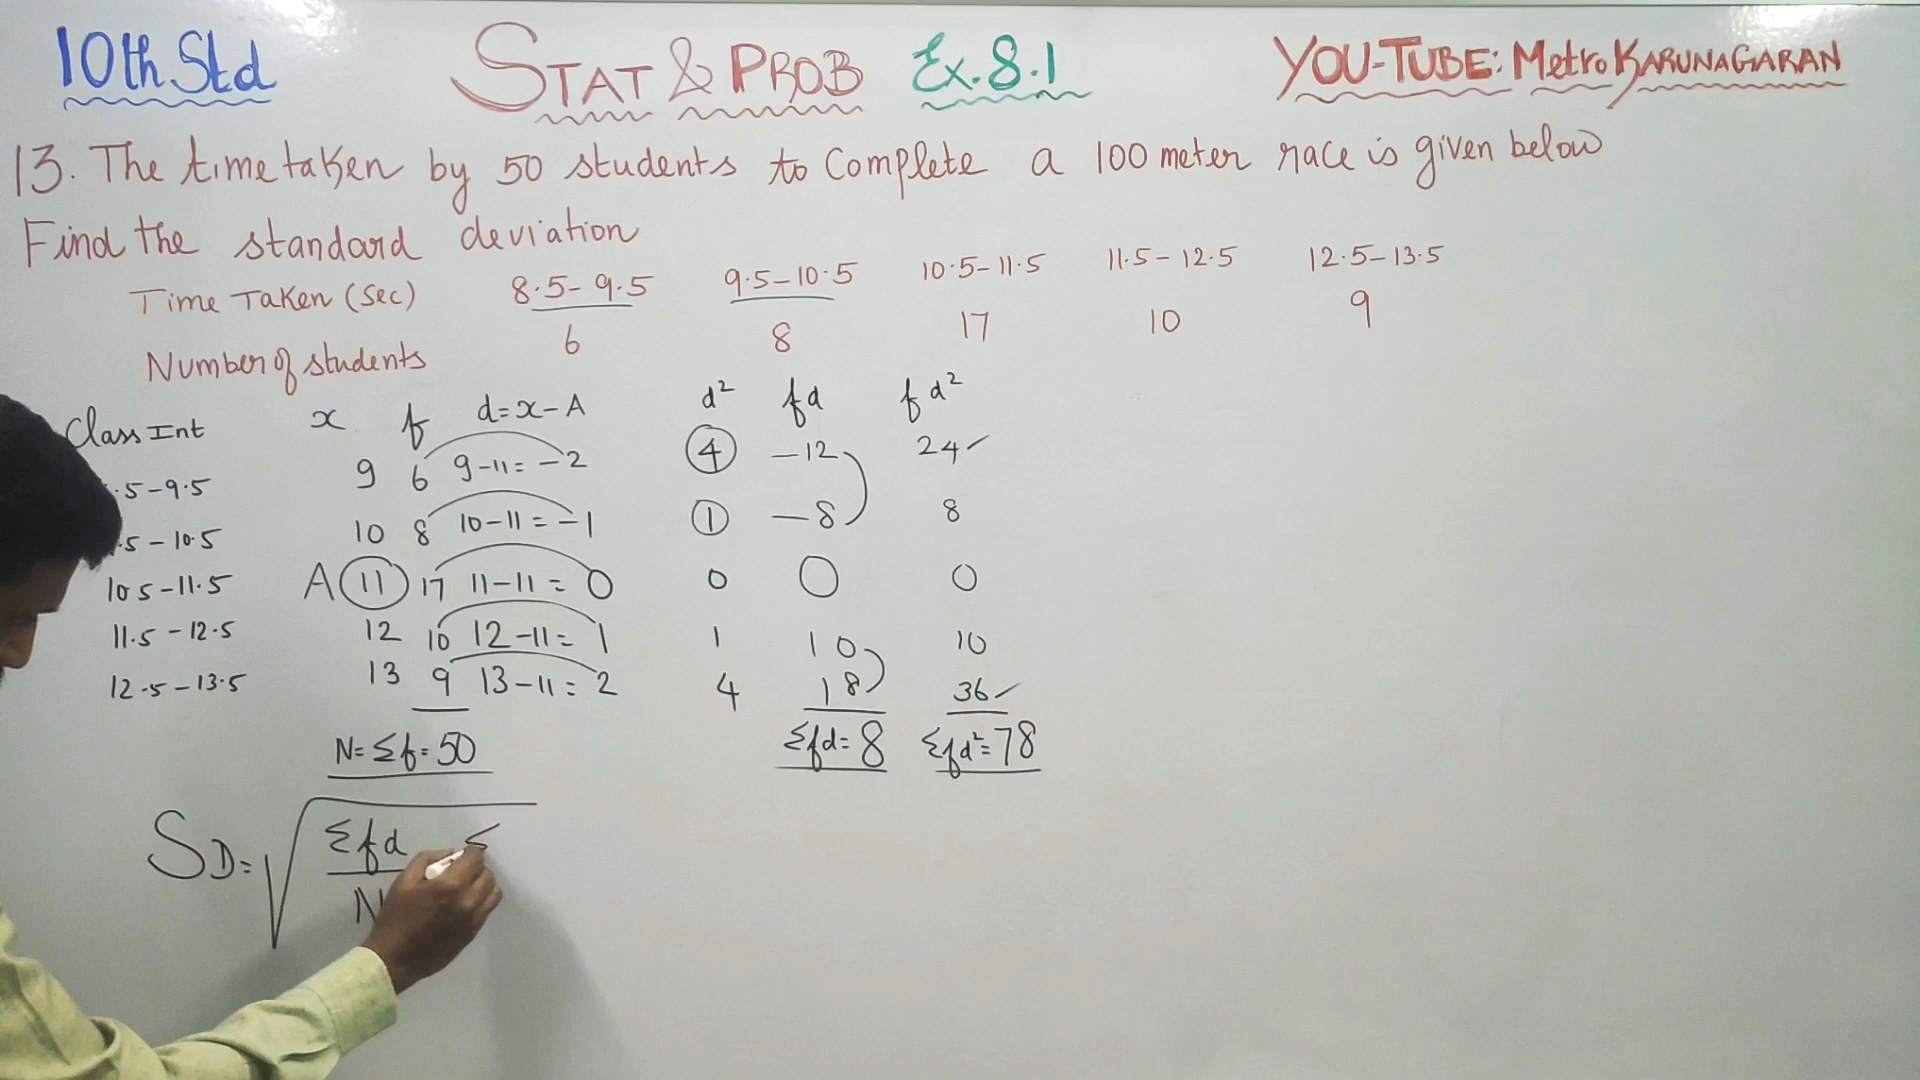 10th Std STAT & PROB Ex.8.1 YOU-TUBE: Metro KARUNAGARAN
13. The time taken by 50 students to Complete a 100 meter race is given below
Find the standard deviation
Time Taken (Sec) 8.5-9.5 9.5-10.5 10.5-11.5 11.5-12.5 12.5-13.5
Number of students 6 8 17 10 9
Class Int x f d=x-A d² fd fd²
.5-9.5 9 6 9-11=-2 4 -12 24
.5-10.5 10 8 10-11=-1 1 -8 8
10.5-11.5 A 11 17 11-11=0 0 0 0
11.5-12.5 12 10 12-11=1 1 10 10
12.5-13.5 13 9 13-11=2 4 18 36
N=Σf=50 Σfd=8 Σfd²=78
SD=√ Σfd Σ
N